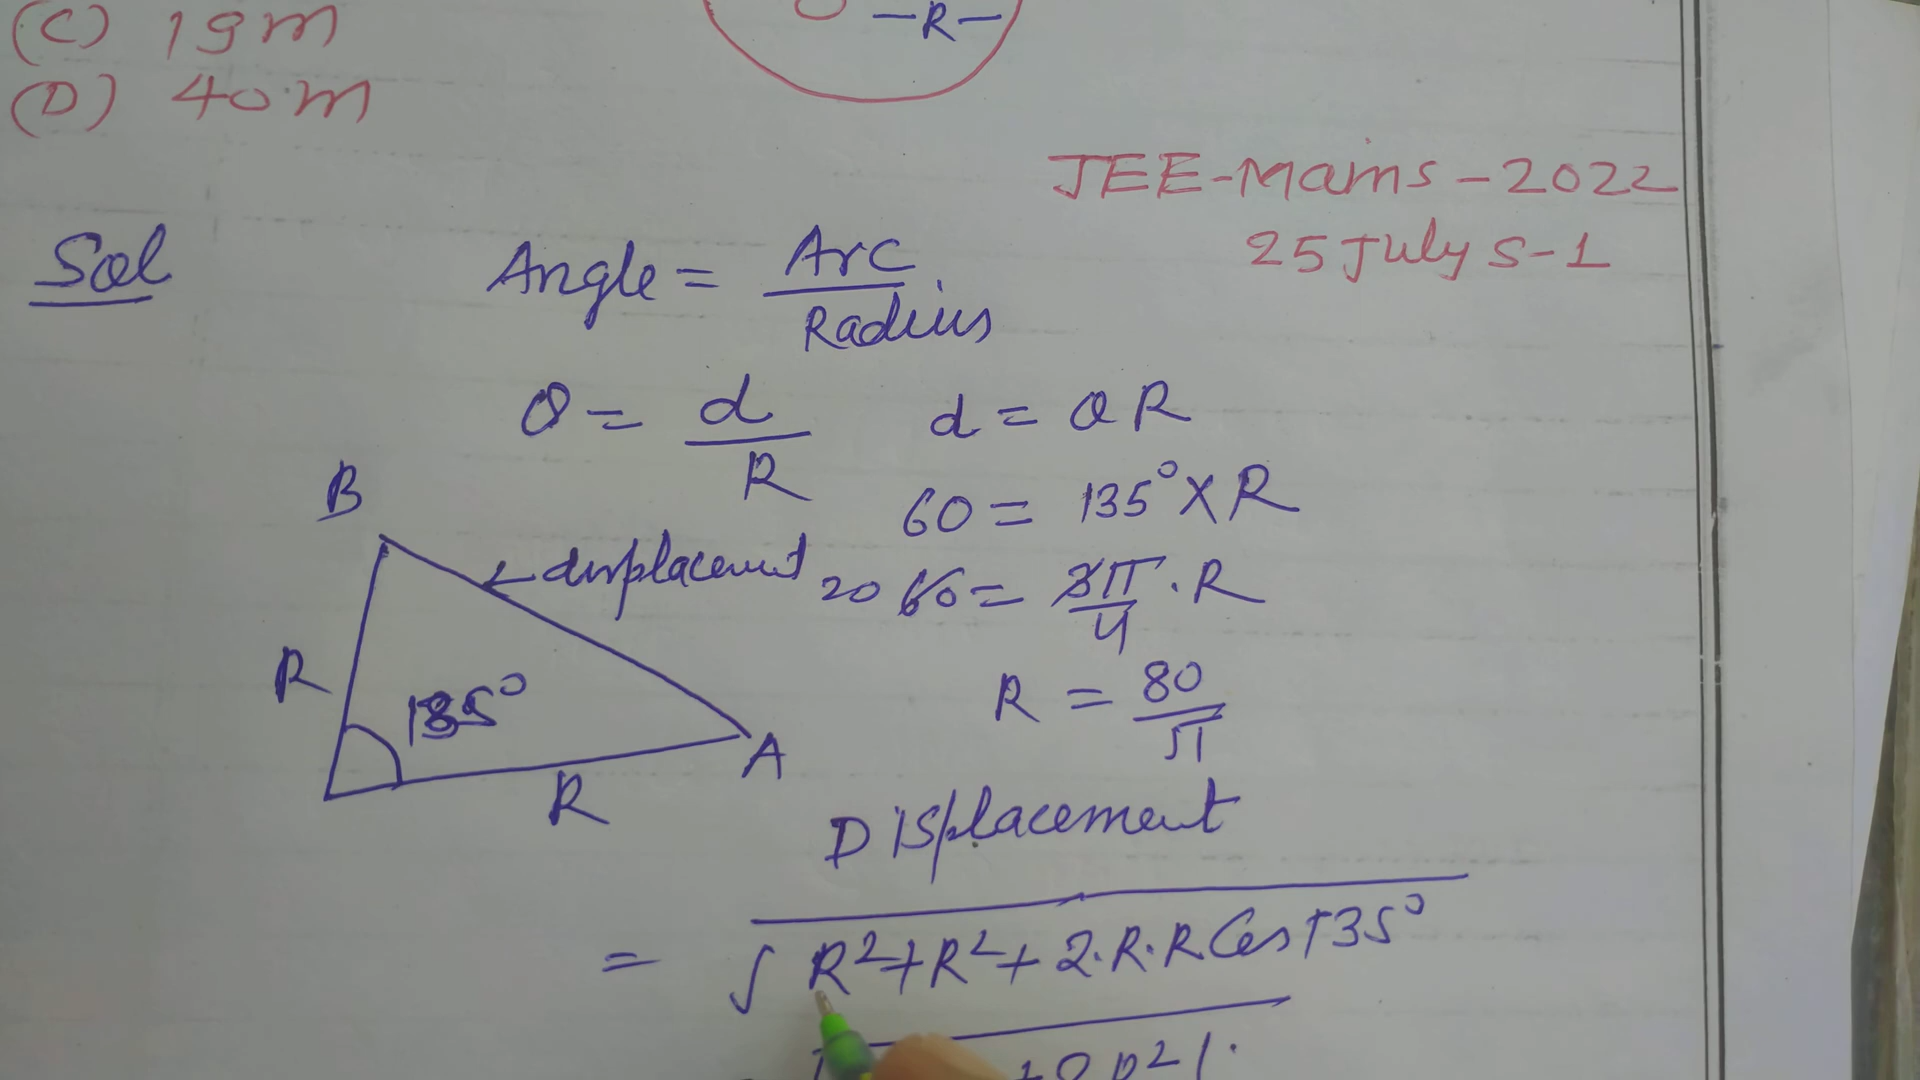 (C) 19m
(D) 40m
—R—
JEE-Mains-2022
25 July S-1
Sol
Angle = Arc / Radius
θ = d / R
d = θR
60 = 135° × R
20 60 = 3π/4 · R
R = 80/π
B
displacement
R
135°
A
R
Displacement
= √R²+R²+2·R·R Cos 135°